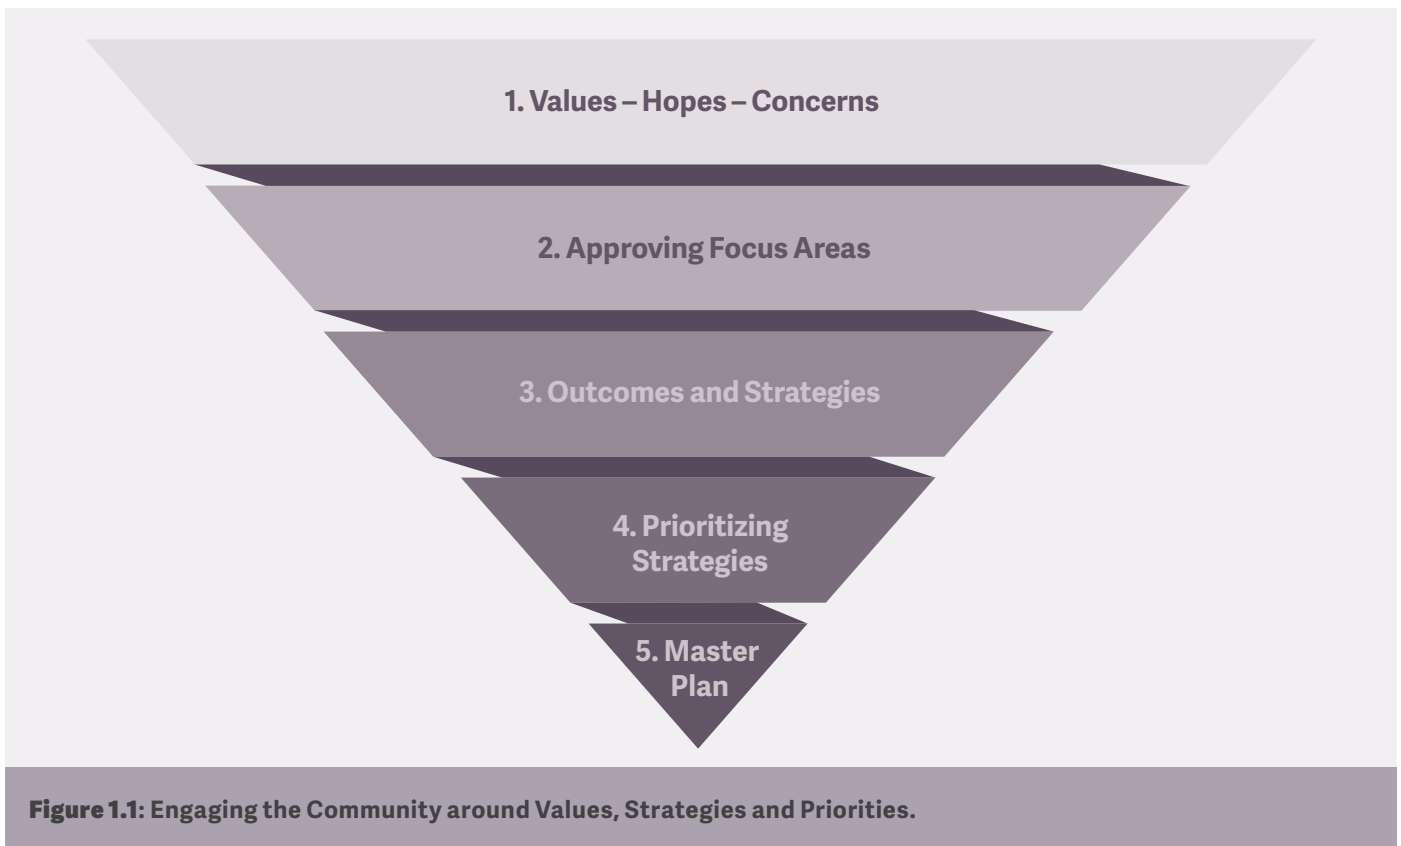 1. Values – Hopes – Concerns
2. Approving Focus Areas
3. Outcomes and Strategies
4. Prioritizing
Strategies
5. Master
Plan
Figure 1.1: Engaging the Community around Values, Strategies and Priorities.